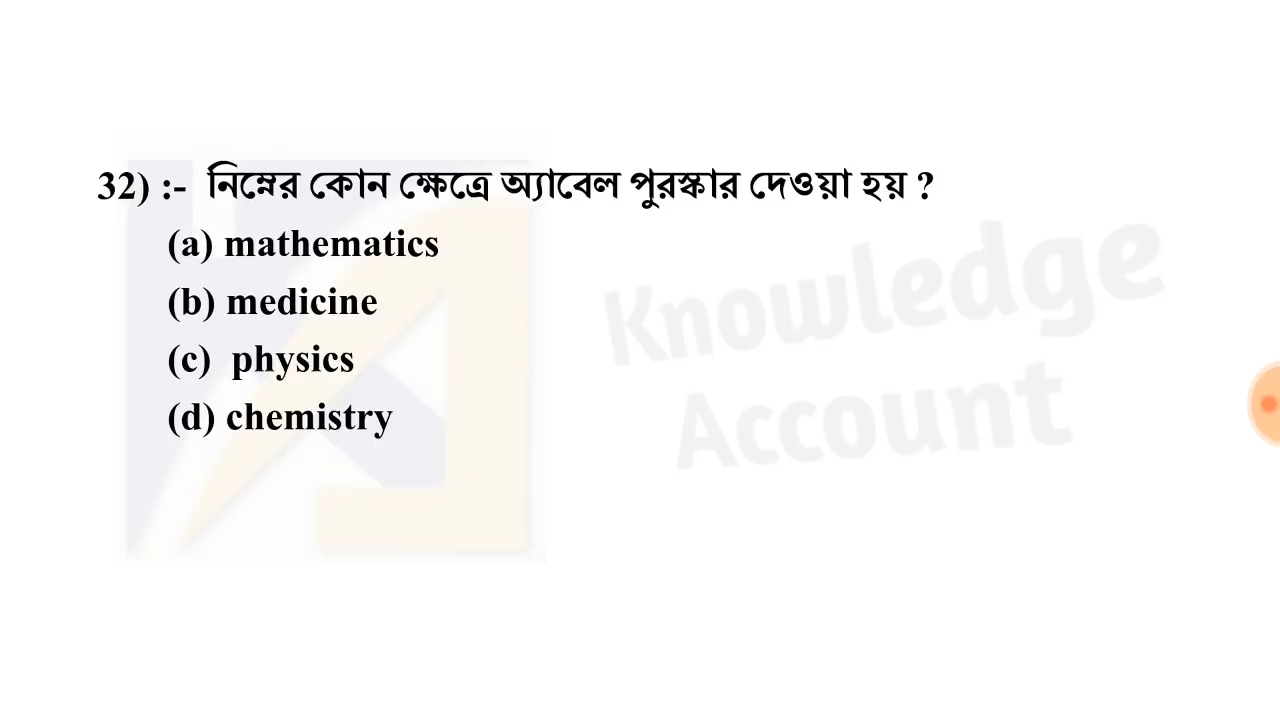 32) :- নিম্নের কোন ক্ষেত্রে অ্যাবেল পুরস্কার দেওয়া হয় ?
(a) mathematics
(b) medicine
(c) physics
(d) chemistry
Knowledge
Account